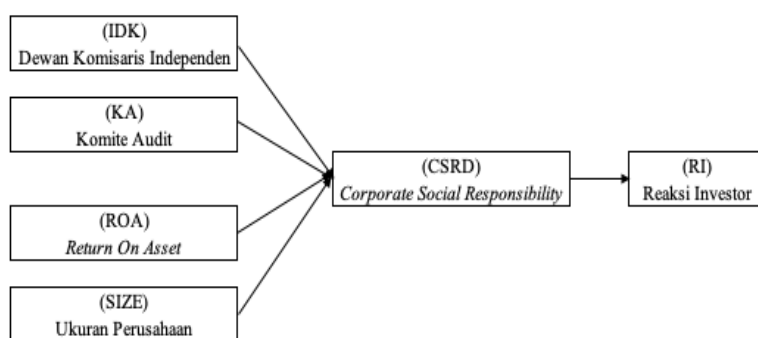 (IDK)
Dewan Komisaris Independen
(KA)
Komite Audit
(ROA)
Return On Asset
(SIZE)
Ukuran Perusahaan
(CSRD)
Corporate Social Responsibility
(RI)
Reaksi Investor